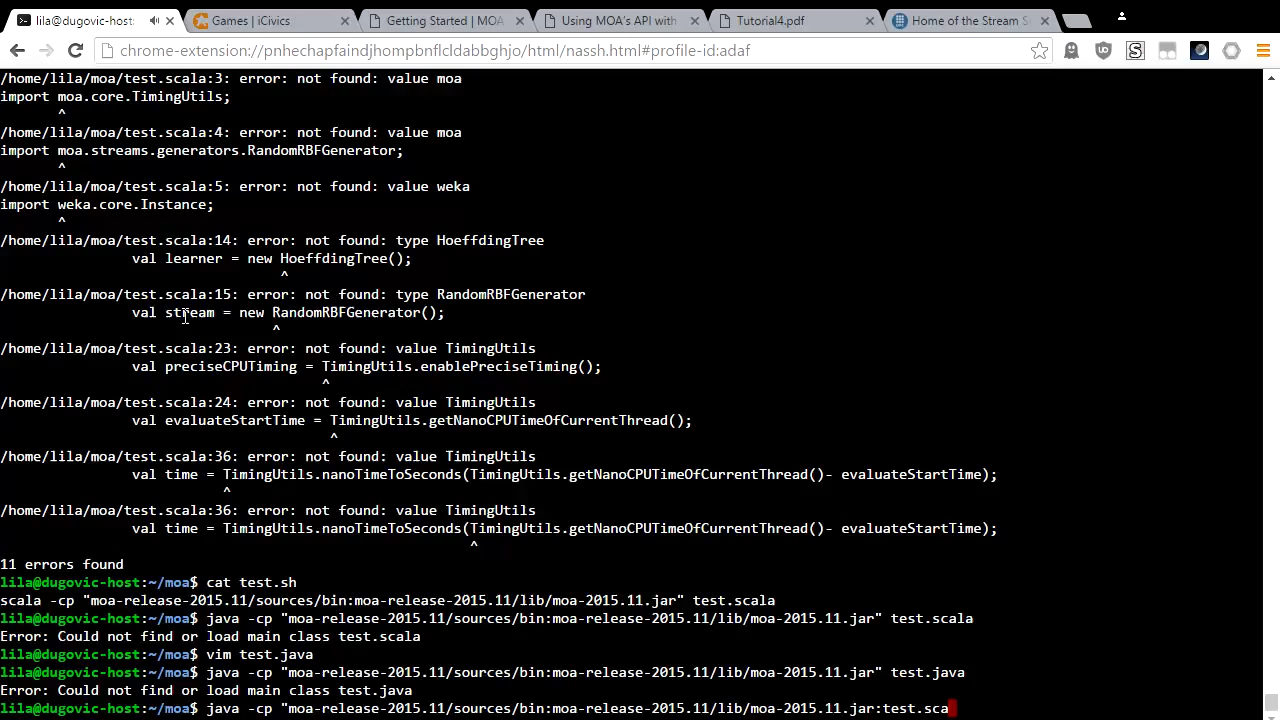 lila@dugovic-host:
Games | iCivics
Getting Started | MOA
Using MOA's API with
Tutorial4.pdf
Home of the Stream S
chrome-extension://pnhechapfaindjhompbnflcldabbghjo/html/nassh.html#profile-id:adaf
/home/lila/moa/test.scala:3: error: not found: value moa
import moa.core.TimingUtils;
^
/home/lila/moa/test.scala:4: error: not found: value moa
import moa.streams.generators.RandomRBFGenerator;
^
/home/lila/moa/test.scala:5: error: not found: value weka
import weka.core.Instance;
^
/home/lila/moa/test.scala:14: error: not found: type HoeffdingTree
val learner = new HoeffdingTree();
^
/home/lila/moa/test.scala:15: error: not found: type RandomRBFGenerator
val stream = new RandomRBFGenerator();
^
/home/lila/moa/test.scala:23: error: not found: value TimingUtils
val preciseCPUTiming = TimingUtils.enablePreciseTiming();
^
/home/lila/moa/test.scala:24: error: not found: value TimingUtils
val evaluateStartTime = TimingUtils.getNanoCPUTimeOfCurrentThread();
^
/home/lila/moa/test.scala:36: error: not found: value TimingUtils
val time = TimingUtils.nanoTimeToSeconds(TimingUtils.getNanoCPUTimeOfCurrentThread()- evaluateStartTime);
^
/home/lila/moa/test.scala:36: error: not found: value TimingUtils
val time = TimingUtils.nanoTimeToSeconds(TimingUtils.getNanoCPUTimeOfCurrentThread()- evaluateStartTime);
^
11 errors found
lila@dugovic-host:~/moa$ cat test.sh
scala -cp "moa-release-2015.11/sources/bin:moa-release-2015.11/lib/moa-2015.11.jar" test.scala
lila@dugovic-host:~/moa$ java -cp "moa-release-2015.11/sources/bin:moa-release-2015.11/lib/moa-2015.11.jar" test.scala
Error: Could not find or load main class test.scala
lila@dugovic-host:~/moa$ vim test.java
lila@dugovic-host:~/moa$ java -cp "moa-release-2015.11/sources/bin:moa-release-2015.11/lib/moa-2015.11.jar" test.java
Error: Could not find or load main class test.java
lila@dugovic-host:~/moa$ java -cp "moa-release-2015.11/sources/bin:moa-release-2015.11/lib/moa-2015.11.jar:test.sca